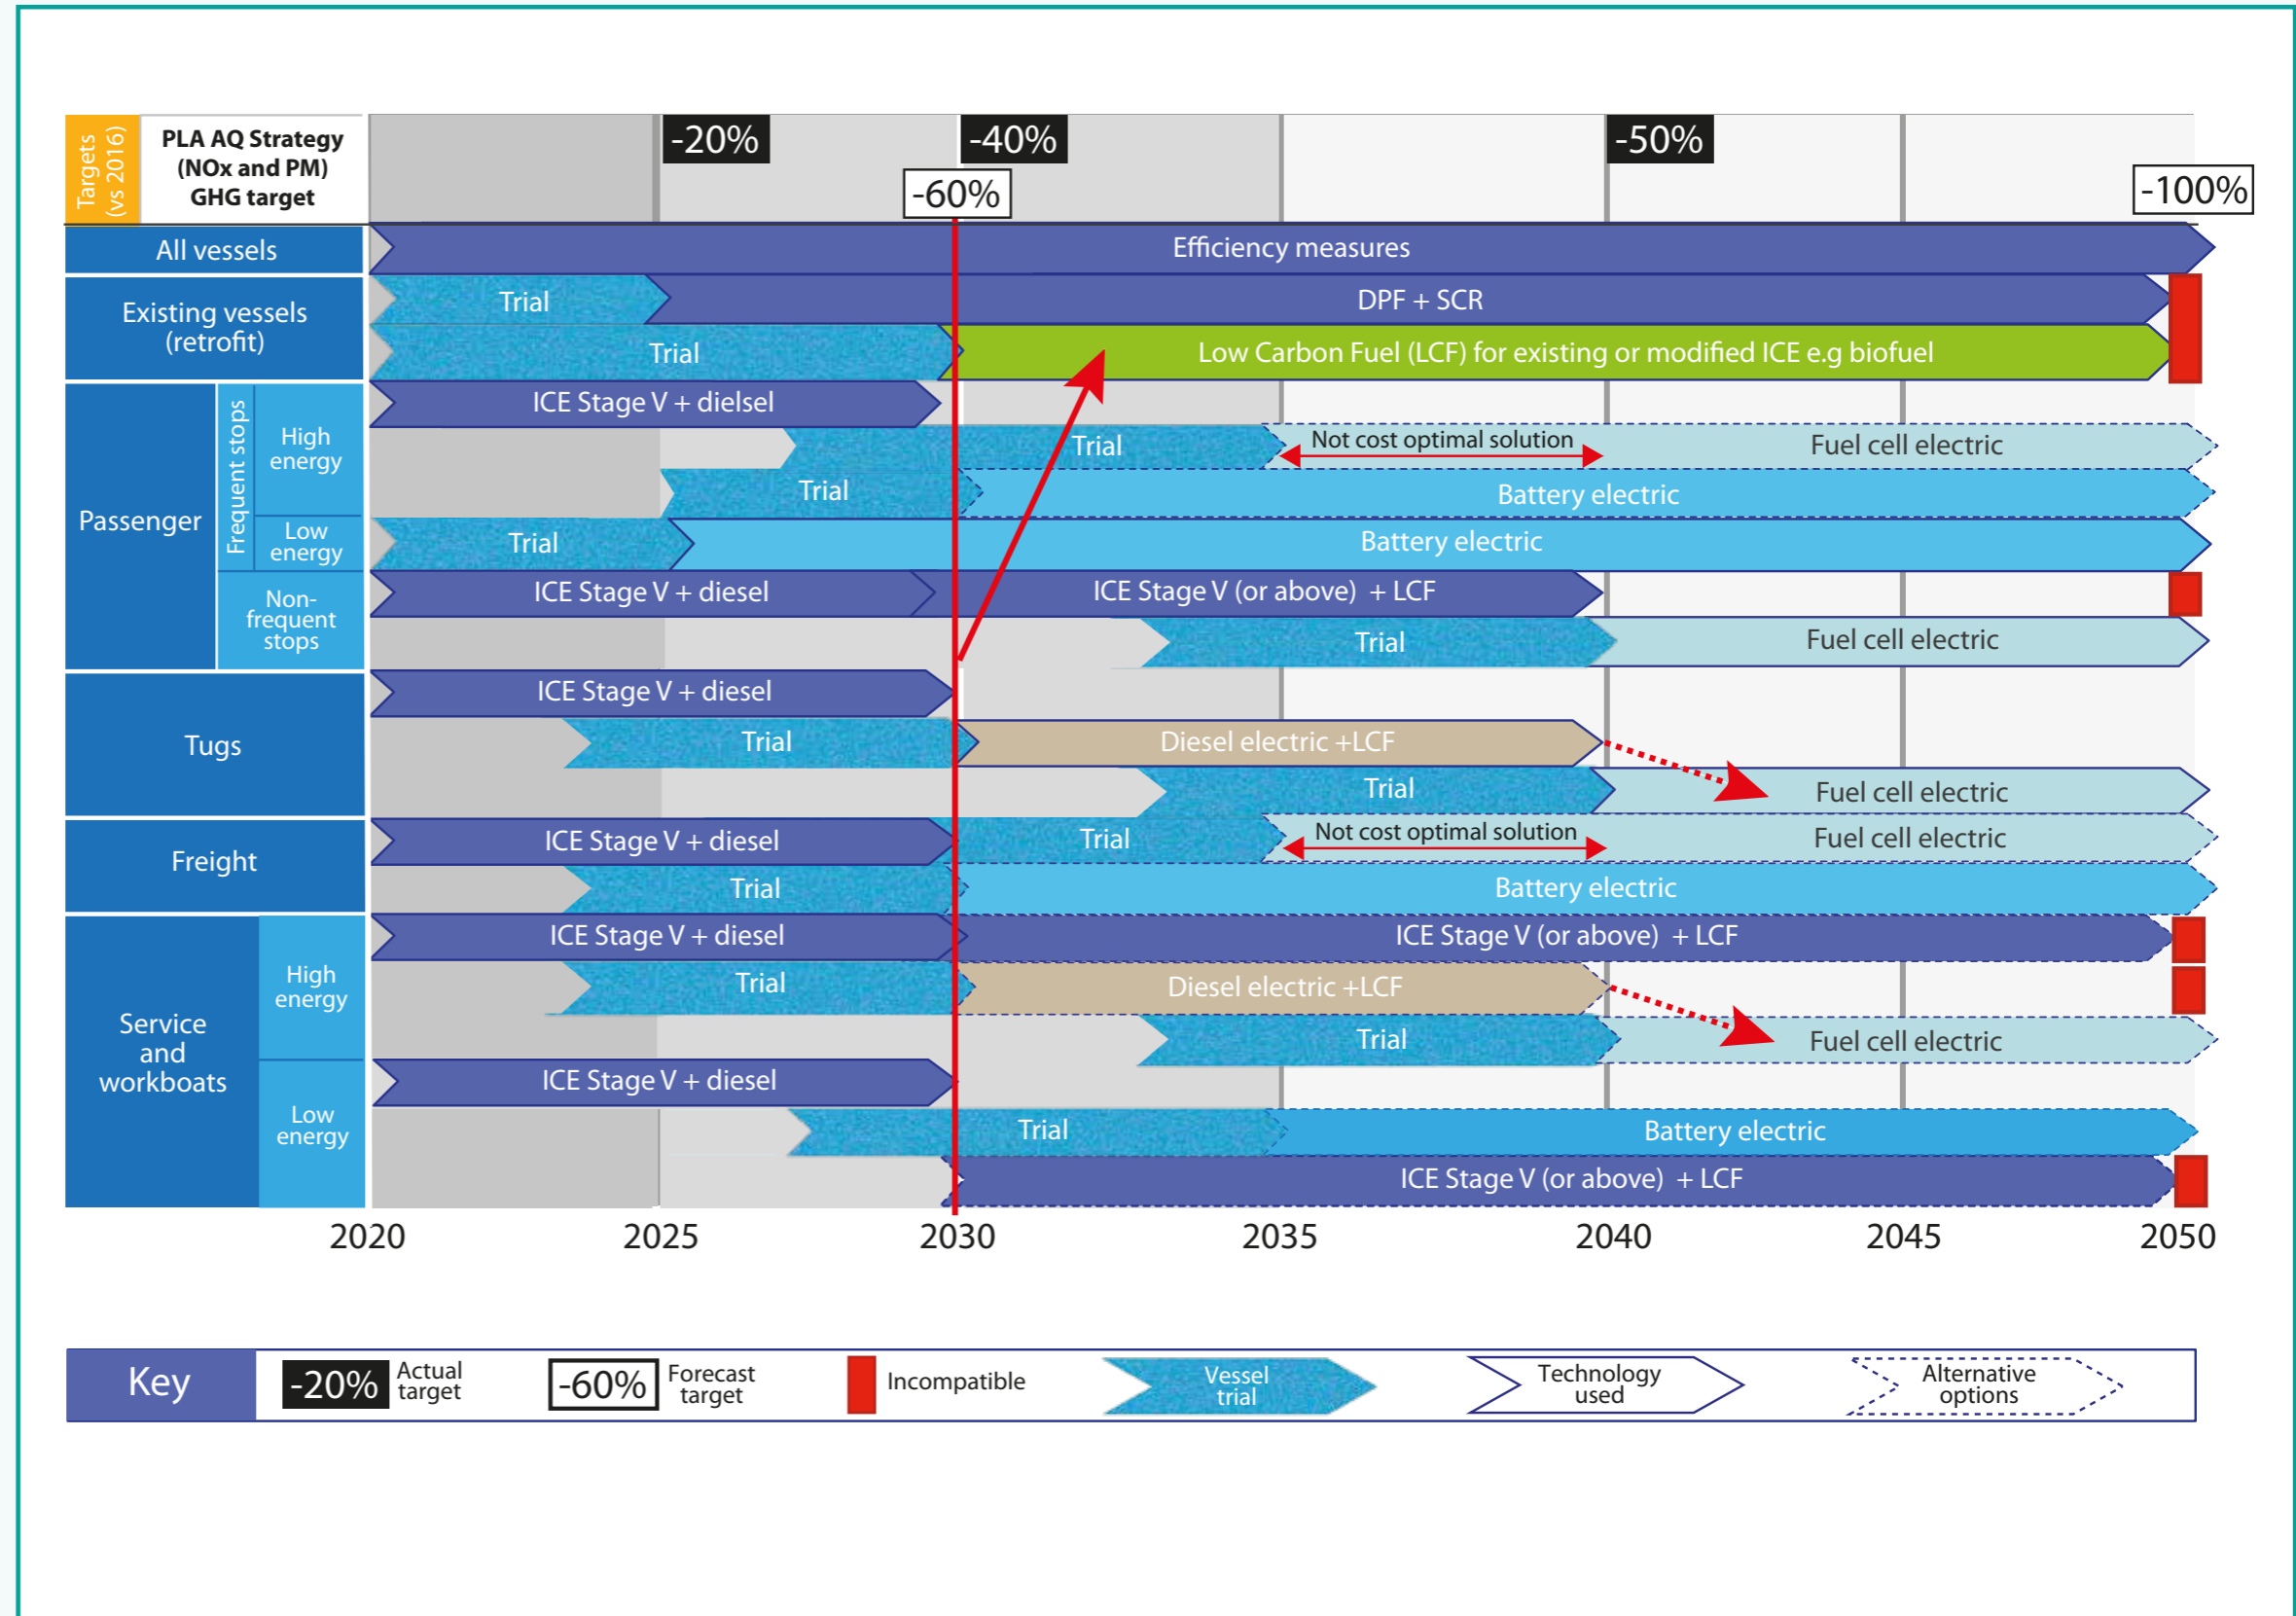 Targets
(vs 2016)
PLA AQ Strategy
(NOx and PM)
GHG target
-20%
-40%
-50%
-60%
-100%
All vessels
Efficiency measures
Existing vessels
(retrofit)
Trial
DPF + SCR
Trial
Low Carbon Fuel (LCF) for existing or modified ICE e.g biofuel
Passenger
Frequent stops
High
energy
ICE Stage V + dielsel
Trial
Not cost optimal solution
Fuel cell electric
Trial
Battery electric
Low
energy
Trial
Battery electric
Non-
frequent
stops
ICE Stage V + diesel
ICE Stage V (or above) + LCF
Trial
Fuel cell electric
Tugs
ICE Stage V + diesel
Trial
Diesel electric +LCF
Trial
Fuel cell electric
Freight
ICE Stage V + diesel
Trial
Not cost optimal solution
Fuel cell electric
Trial
Battery electric
Service
and
workboats
High
energy
ICE Stage V + diesel
ICE Stage V (or above) + LCF
Trial
Diesel electric +LCF
Trial
Fuel cell electric
Low
energy
ICE Stage V + diesel
Trial
Battery electric
ICE Stage V (or above) + LCF
2020
2025
2030
2035
2040
2045
2050
Key
-20%
Actual
target
-60%
Forecast
target
Incompatible
Vessel
trial
Technology
used
Alternative
options